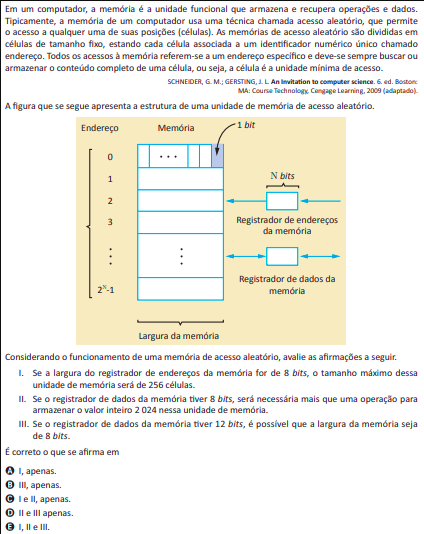 Em um computador, a memória é a unidade funcional que armazena e recupera operações e dados.
Tipicamente, a memória de um computador usa uma técnica chamada acesso aleatório, que permite
o acesso a qualquer uma de suas posições (células). As memórias de acesso aleatório são divididas em
células de tamanho fixo, estando cada célula associada a um identificador numérico único chamado
endereço. Todos os acessos à memória referem-se a um endereço específico e deve-se sempre buscar ou
armazenar o conteúdo completo de uma célula, ou seja, a célula é a unidade mínima de acesso.
SCHNEIDER, G. M.; GERSTING, J. L. An Invitation to computer science. 6. ed. Boston:
MA: Course Technology, Cengage Learning, 2009 (adaptado).
A figura que se segue apresenta a estrutura de uma unidade de memória de acesso aleatório.
Endereço Memória 1 bit
0 • • •
1
N bits
2
Registrador de endereços
da memória
3
Registrador de dados da
memória
2ᴺ-1
Largura da memória
Considerando o funcionamento de uma memória de acesso aleatório, avalie as afirmações a seguir.
I. Se a largura do registrador de endereços da memória for de 8 bits, o tamanho máximo dessa
unidade de memória será de 256 células.
II. Se o registrador de dados da memória tiver 8 bits, será necessária mais que uma operação para
armazenar o valor inteiro 2 024 nessa unidade de memória.
III. Se o registrador de dados da memória tiver 12 bits, é possível que a largura da memória seja
de 8 bits.
É correto o que se afirma em
A I, apenas.
B III, apenas.
C I e II, apenas.
D II e III apenas.
E I, II e III.